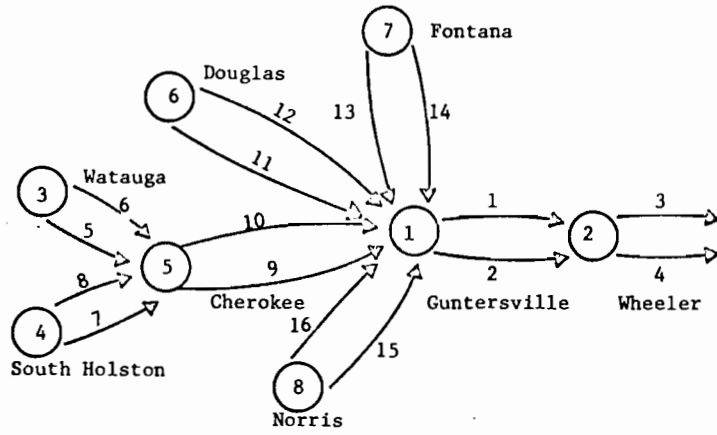 7 Fontana
Douglas
6
12
13
14
11
Watauga
3
6
5
10
1
1
3
2
8
5
9
2
4
7
Cherokee
Guntersville
Wheeler
4
16
15
South Holston
8
Norris